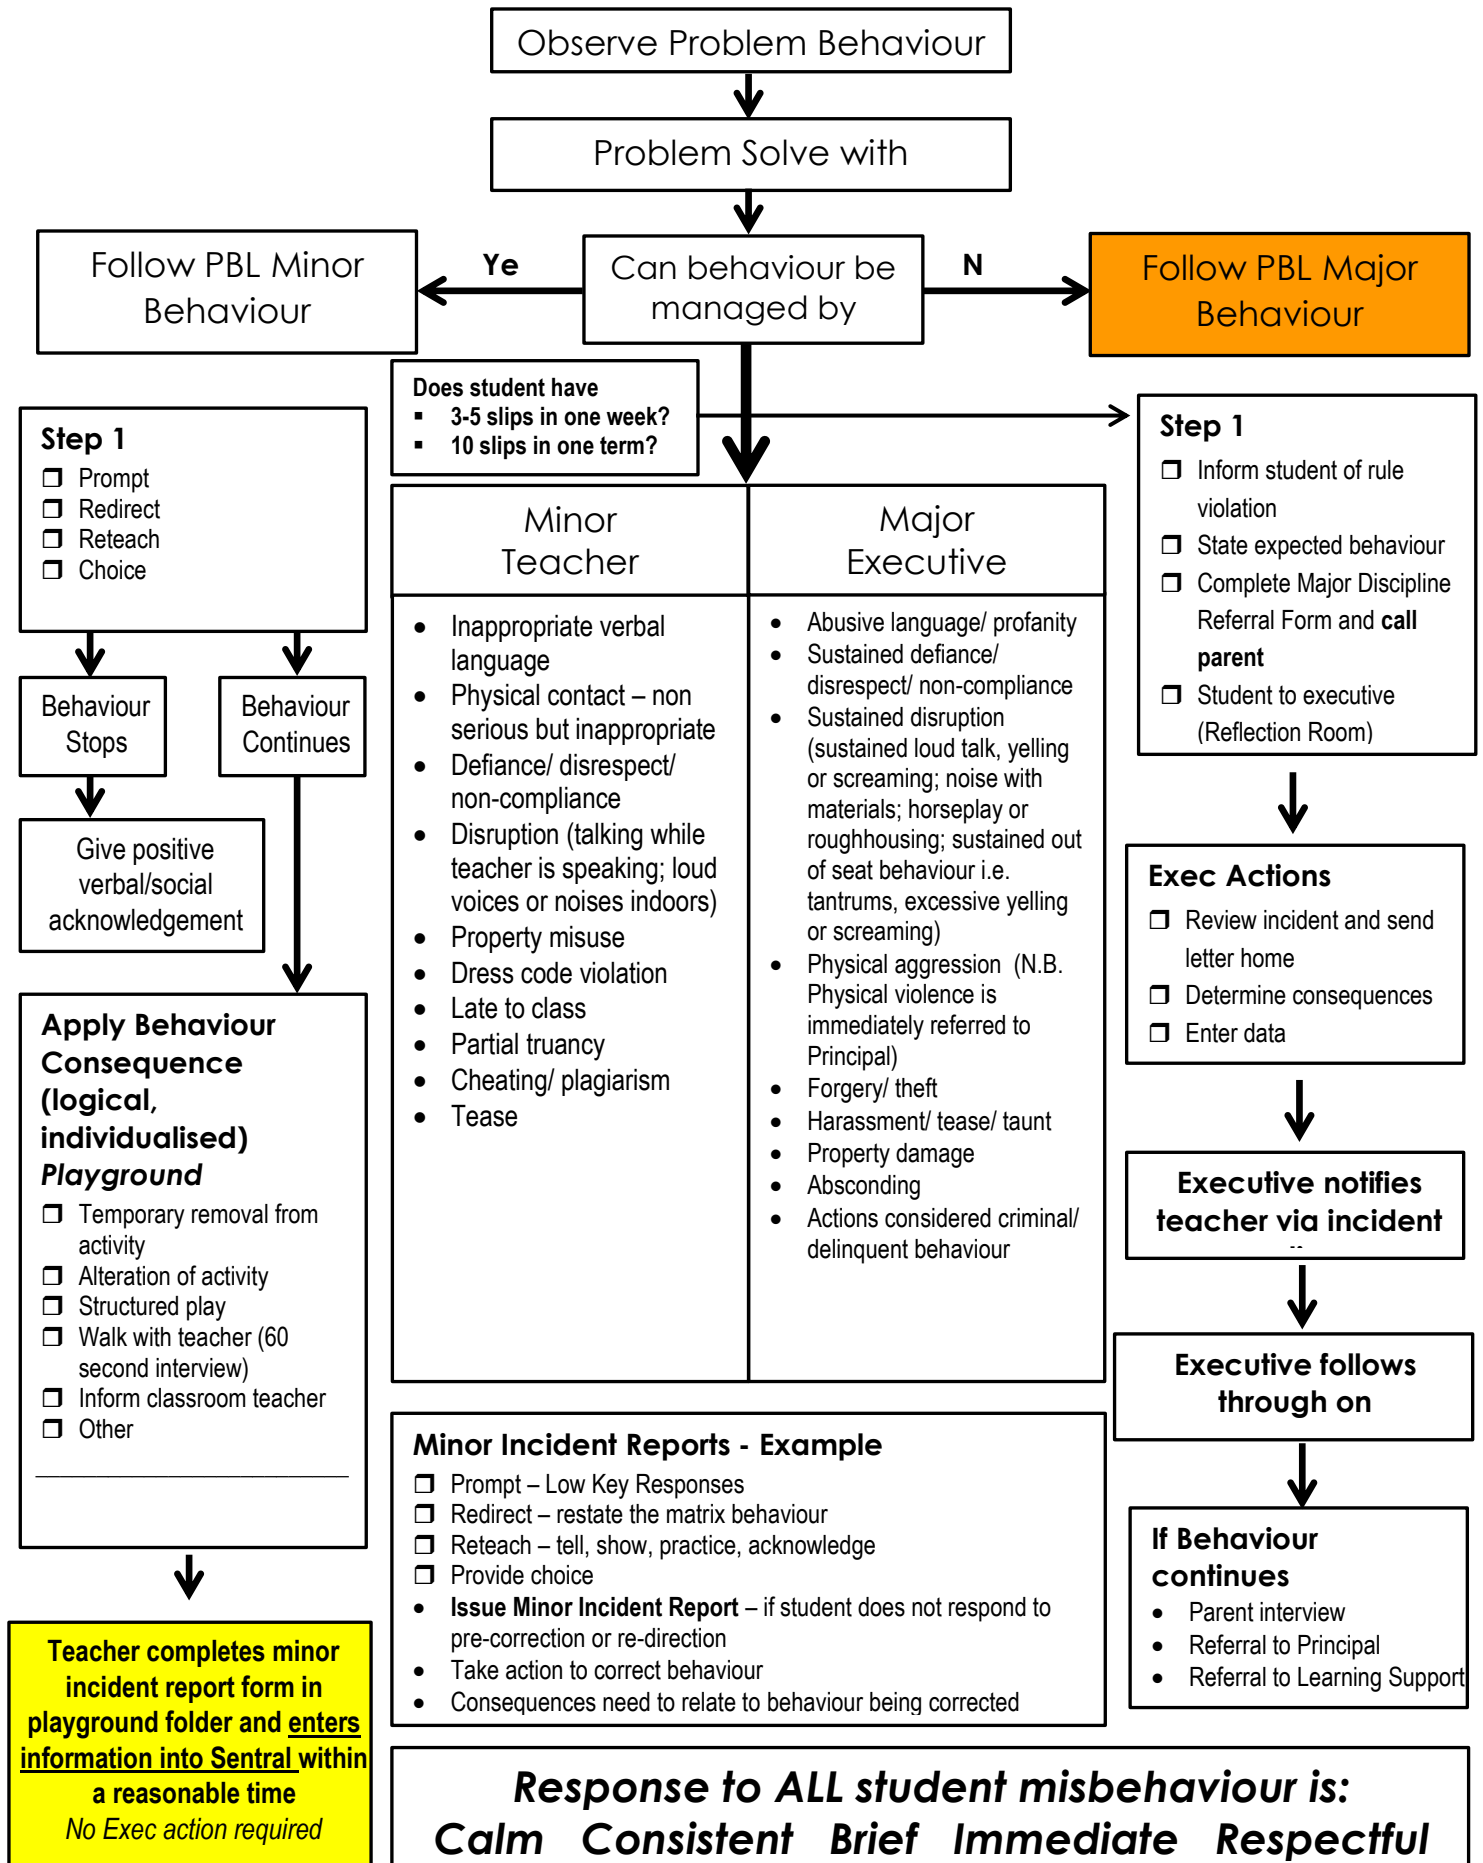 Observe Problem Behaviour
Problem Solve with
Follow PBL Minor
Behaviour
Ye
Can behaviour be
managed by
N
Follow PBL Major
Behaviour
Does student have
▪ 3-5 slips in one week?
▪ 10 slips in one term?
Step 1
❒ Prompt
❒ Redirect
❒ Reteach
❒ Choice
Behaviour
Stops
Behaviour
Continues
Give positive
verbal/social
acknowledgement
Apply Behaviour
Consequence
(logical,
individualised)
Playground
❒ Temporary removal from
activity
❒ Alteration of activity
❒ Structured play
❒ Walk with teacher (60
second interview)
❒ Inform classroom teacher
❒ Other
Teacher completes minor
incident report form in
playground folder and enters
information into Sentral within
a reasonable time
No Exec action required
Minor
Teacher
• Inappropriate verbal
language
• Physical contact – non
serious but inappropriate
• Defiance/ disrespect/
non-compliance
• Disruption (talking while
teacher is speaking; loud
voices or noises indoors)
• Property misuse
• Dress code violation
• Late to class
• Partial truancy
• Cheating/ plagiarism
• Tease
Major
Executive
• Abusive language/ profanity
• Sustained defiance/
disrespect/ non-compliance
• Sustained disruption
(sustained loud talk, yelling
or screaming; noise with
materials; horseplay or
roughhousing; sustained out
of seat behaviour i.e.
tantrums, excessive yelling
or screaming)
• Physical aggression (N.B.
Physical violence is
immediately referred to
Principal)
• Forgery/ theft
• Harassment/ tease/ taunt
• Property damage
• Absconding
• Actions considered criminal/
delinquent behaviour
Step 1
❒ Inform student of rule
violation
❒ State expected behaviour
❒ Complete Major Discipline
Referral Form and call
parent
❒ Student to executive
(Reflection Room)
Exec Actions
❒ Review incident and send
letter home
❒ Determine consequences
❒ Enter data
Executive notifies
teacher via incident
Executive follows
through on
If Behaviour
continues
• Parent interview
• Referral to Principal
• Referral to Learning Support
Minor Incident Reports - Example
❒ Prompt – Low Key Responses
❒ Redirect – restate the matrix behaviour
❒ Reteach – tell, show, practice, acknowledge
❒ Provide choice
• Issue Minor Incident Report – if student does not respond to
pre-correction or re-direction
• Take action to correct behaviour
• Consequences need to relate to behaviour being corrected
Response to ALL student misbehaviour is:
Calm Consistent Brief Immediate Respectful